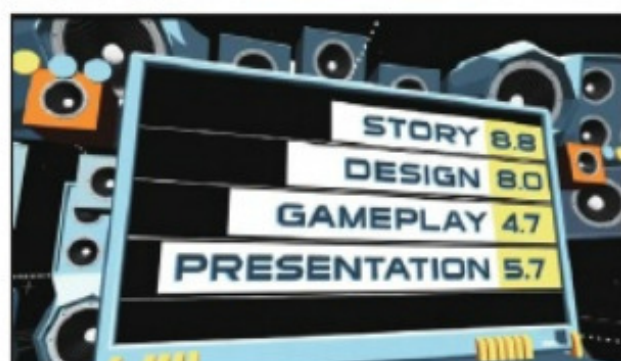 STORY 8.8
DESIGN 8.0
GAMEPLAY 4.7
PRESENTATION 5.7